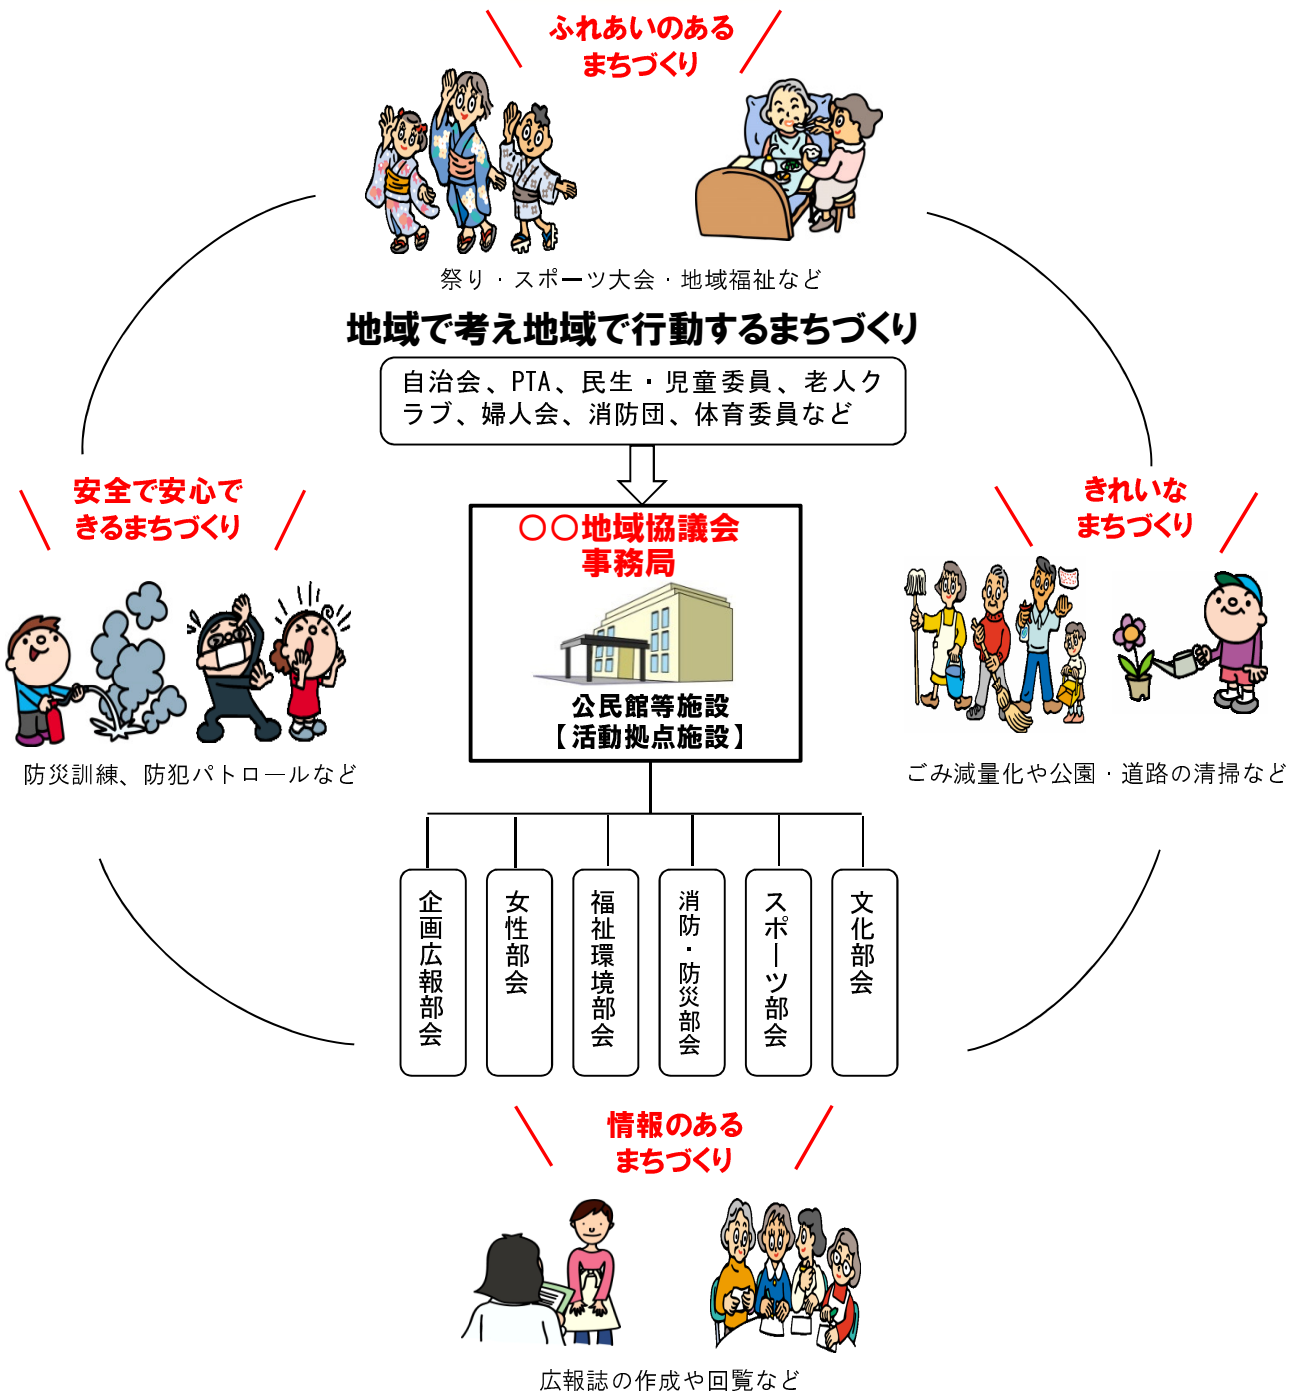 ふれあいのある
まちづくり
祭り・スポーツ大会・地域福祉など
地域で考え地域で行動するまちづくり
自治会、PTA、民生・児童委員、老人ク
ラブ、婦人会、消防団、体育委員など
安全で安心で
きるまちづくり
防災訓練、防犯パトロールなど
きれいな
まちづくり
ごみ減量化や公園・道路の清掃など
〇〇地域協議会
事務局
公民館等施設
【活動拠点施設】
企画広報部会
女性部会
福祉環境部会
消防・防災部会
スポーツ部会
文化部会
情報のある
まちづくり
広報誌の作成や回覧など